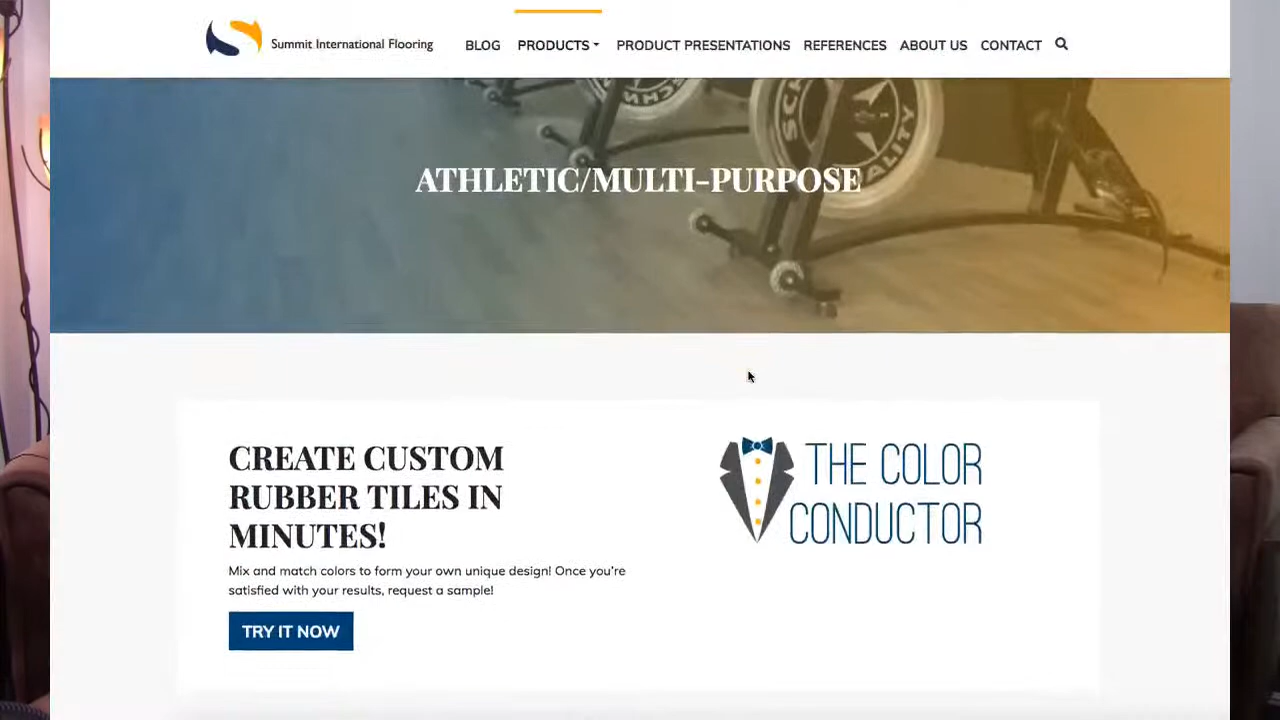 Summit International Flooring
BLOG PRODUCTS PRODUCT PRESENTATIONS REFERENCES ABOUT US CONTACT
ATHLETIC/MULTI-PURPOSE
CREATE CUSTOM
RUBBER TILES IN
MINUTES!
Mix and match colors to form your own unique design! Once you're
satisfied with your results, request a sample!
TRY IT NOW
THE COLOR
CONDUCTOR